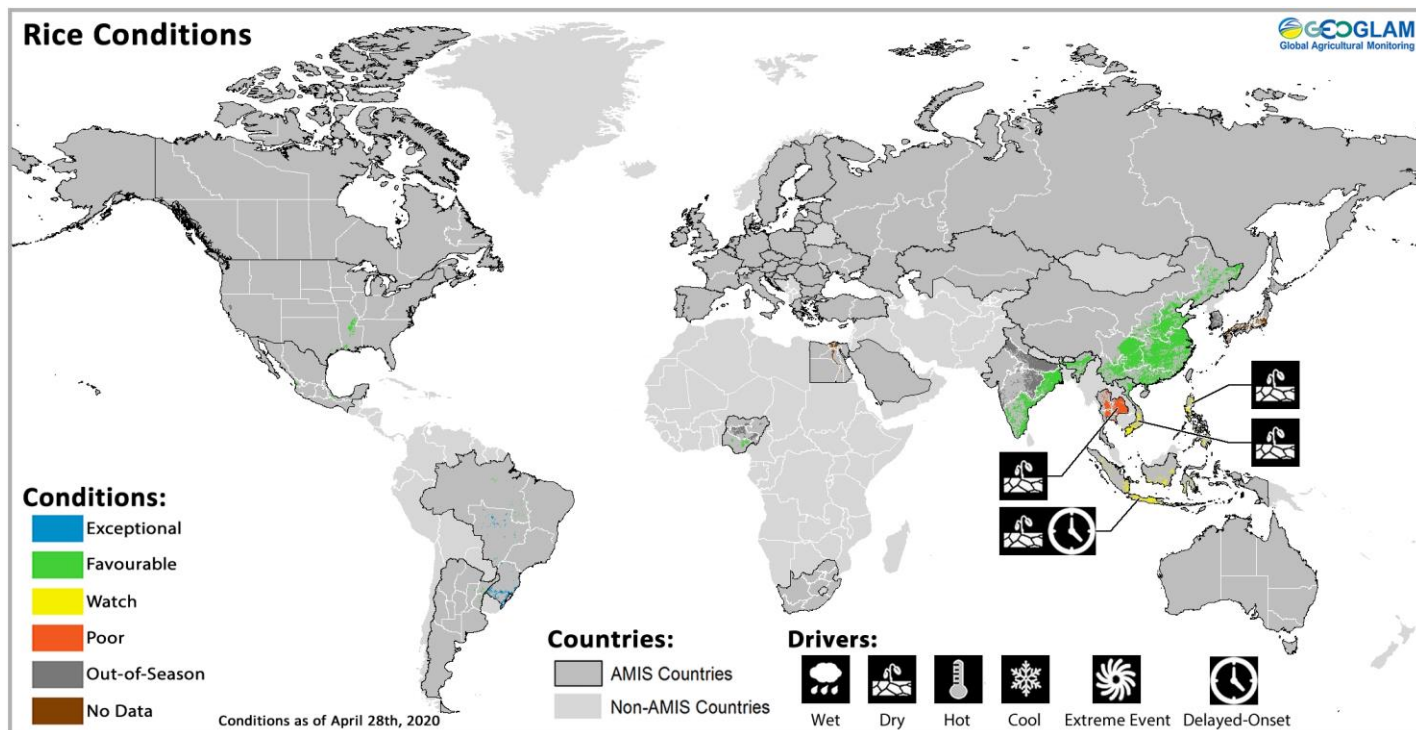 Rice Conditions
GEOGLAM
Global Agricultural Monitoring
Conditions:
Exceptional
Favourable
Watch
Poor
Out-of-Season
No Data
Conditions as of April 28th, 2020
Countries:
AMIS Countries
Non-AMIS Countries
Drivers:
Wet
Dry
Hot
Cool
Extreme Event
Delayed-Onset